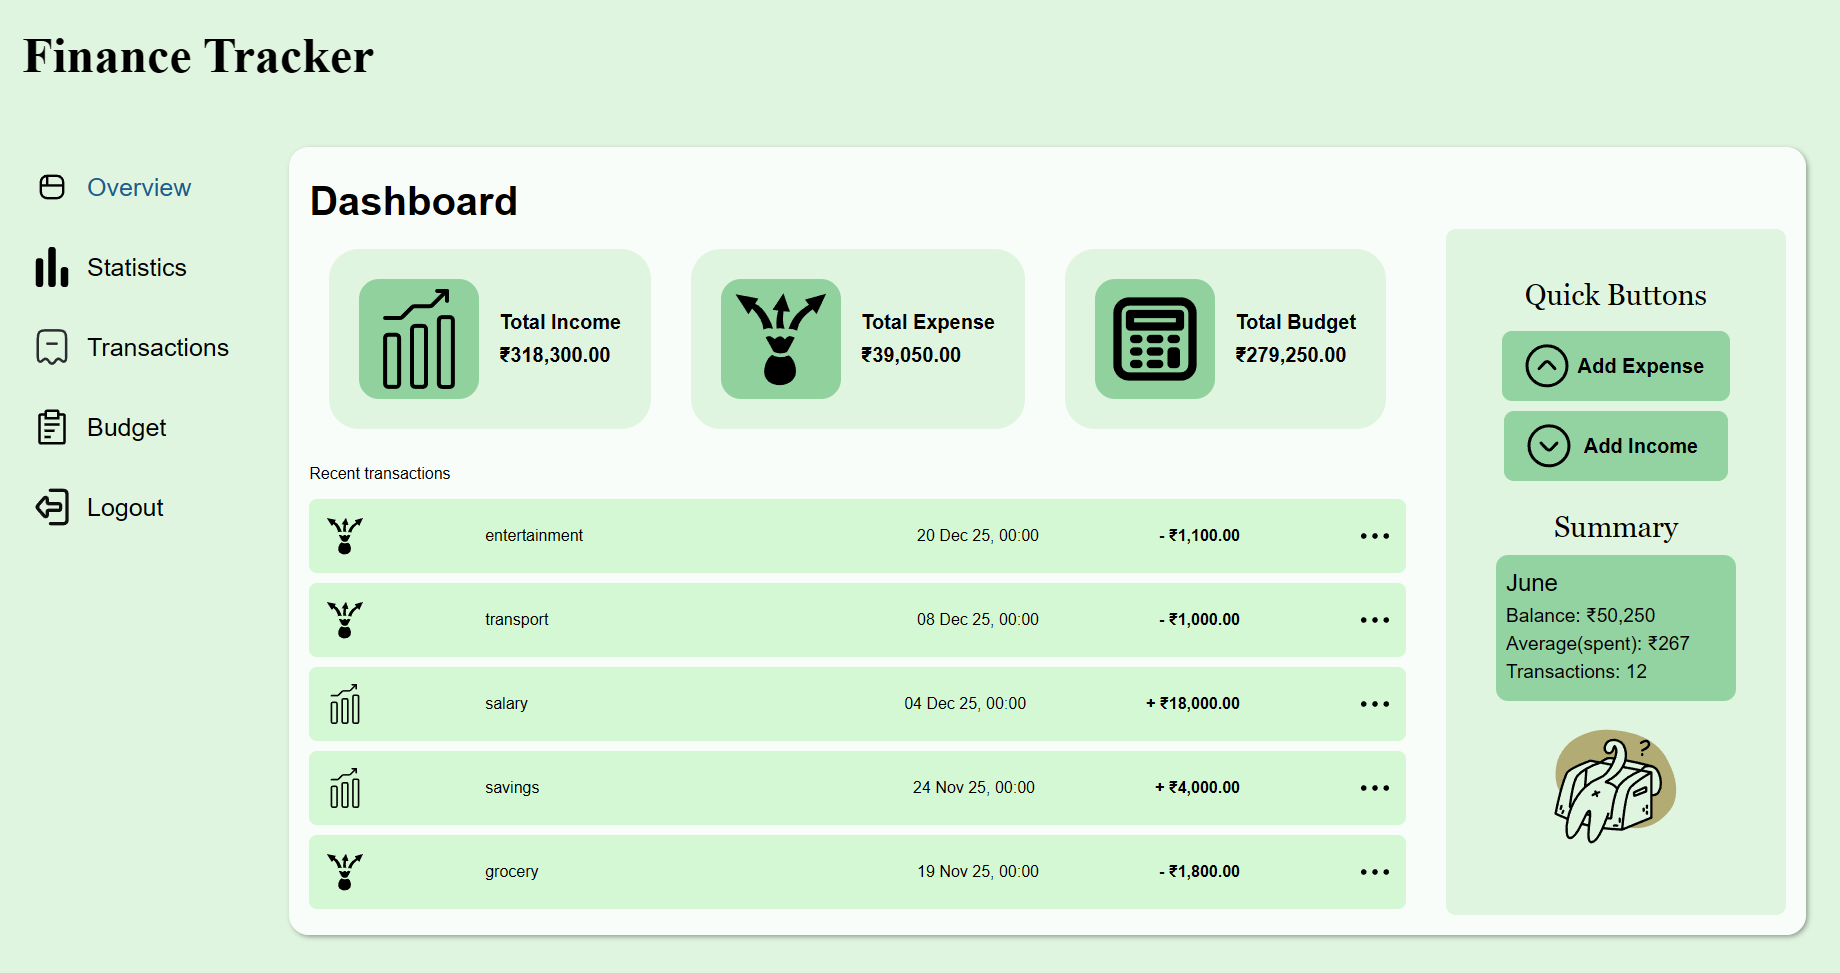 Finance Tracker
Overview
Statistics
Transactions
Budget
Logout
Dashboard
Total Income
₹318,300.00
Total Expense
₹39,050.00
Total Budget
₹279,250.00
Recent transactions
entertainment 20 Dec 25, 00:00 - ₹1,100.00
transport 08 Dec 25, 00:00 - ₹1,000.00
salary 04 Dec 25, 00:00 + ₹18,000.00
savings 24 Nov 25, 00:00 + ₹4,000.00
grocery 19 Nov 25, 00:00 - ₹1,800.00
Quick Buttons
Add Expense
Add Income
Summary
June
Balance: ₹50,250
Average(spent): ₹267
Transactions: 12
?